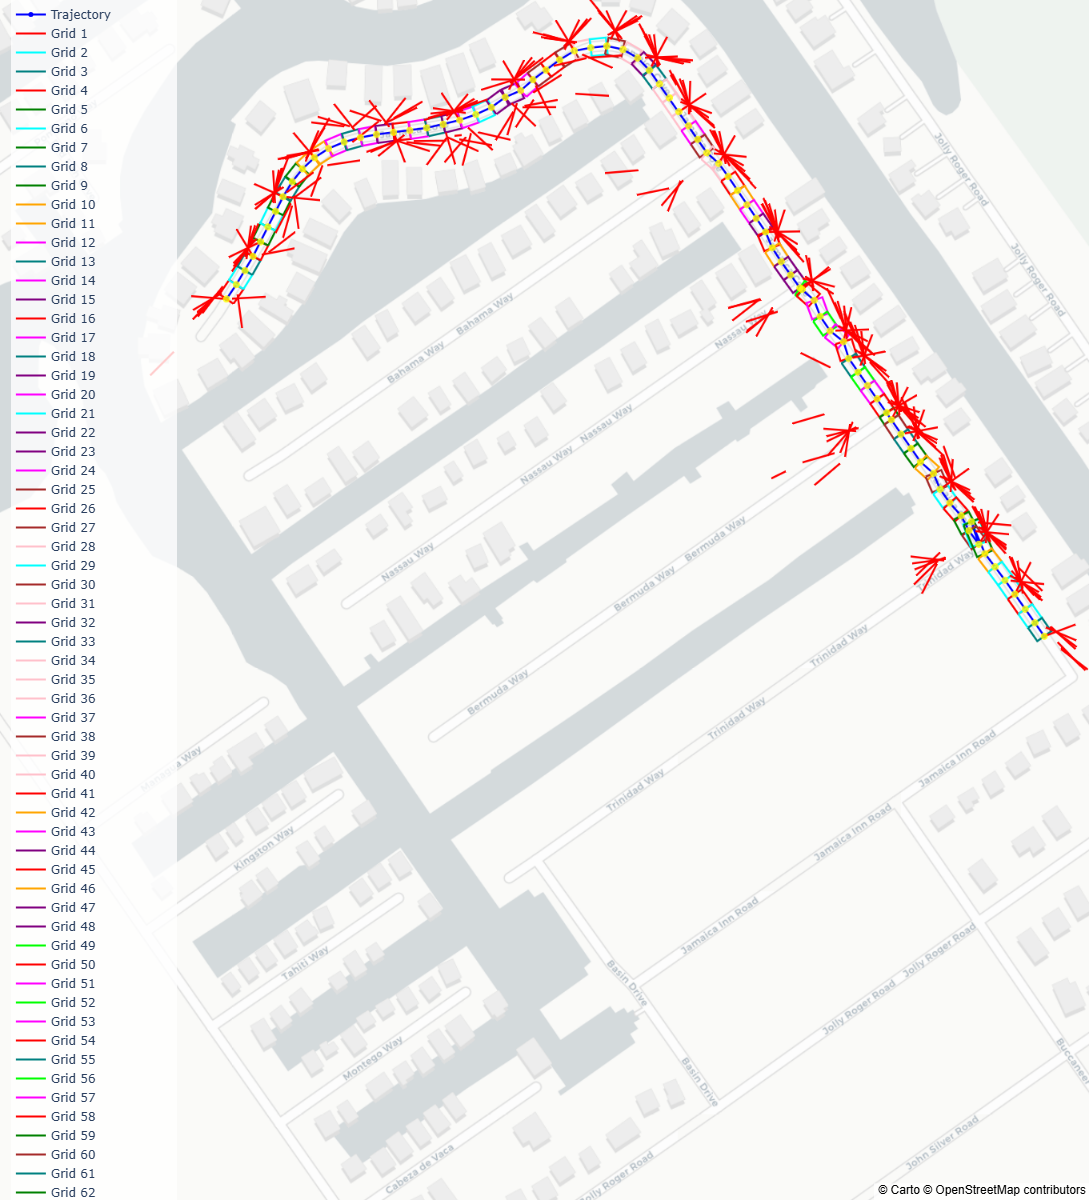 Trajectory
Grid 1
Grid 2
Grid 3
Grid 4
Grid 5
Grid 6
Grid 7
Grid 8
Grid 9
Grid 10
Grid 11
Grid 12
Grid 13
Grid 14
Grid 15
Grid 16
Grid 17
Grid 18
Grid 19
Grid 20
Grid 21
Grid 22
Grid 23
Grid 24
Grid 25
Grid 26
Grid 27
Grid 28
Grid 29
Grid 30
Grid 31
Grid 32
Grid 33
Grid 34
Grid 35
Grid 36
Grid 37
Grid 38
Grid 39
Grid 40
Grid 41
Grid 42
Grid 43
Grid 44
Grid 45
Grid 46
Grid 47
Grid 48
Grid 49
Grid 50
Grid 51
Grid 52
Grid 53
Grid 54
Grid 55
Grid 56
Grid 57
Grid 58
Grid 59
Grid 60
Grid 61
Grid 62
Jolly Roger Road
Jolly Roger Road
Bahama Way
Bahama Way
Nassau
Nassau Way
Nassau Way
Nassau Way
Bermuda Way
Bermuda Way
Bermuda Way
Trinidad Way
Trinidad Way
Trinidad Way
Trinidad Way
Managua Way
Kingston Way
Tahiti Way
Montego Way
Cabeza de Vaca
Jamaica Inn Road
Jamaica Inn Road
Jamaica Inn Road
Basin Drive
Basin Drive
Jolly Roger Road
Jolly Roger Road
Jolly Roger Road
John Silver Road
Buccanee
© Carto © OpenStreetMap contributors